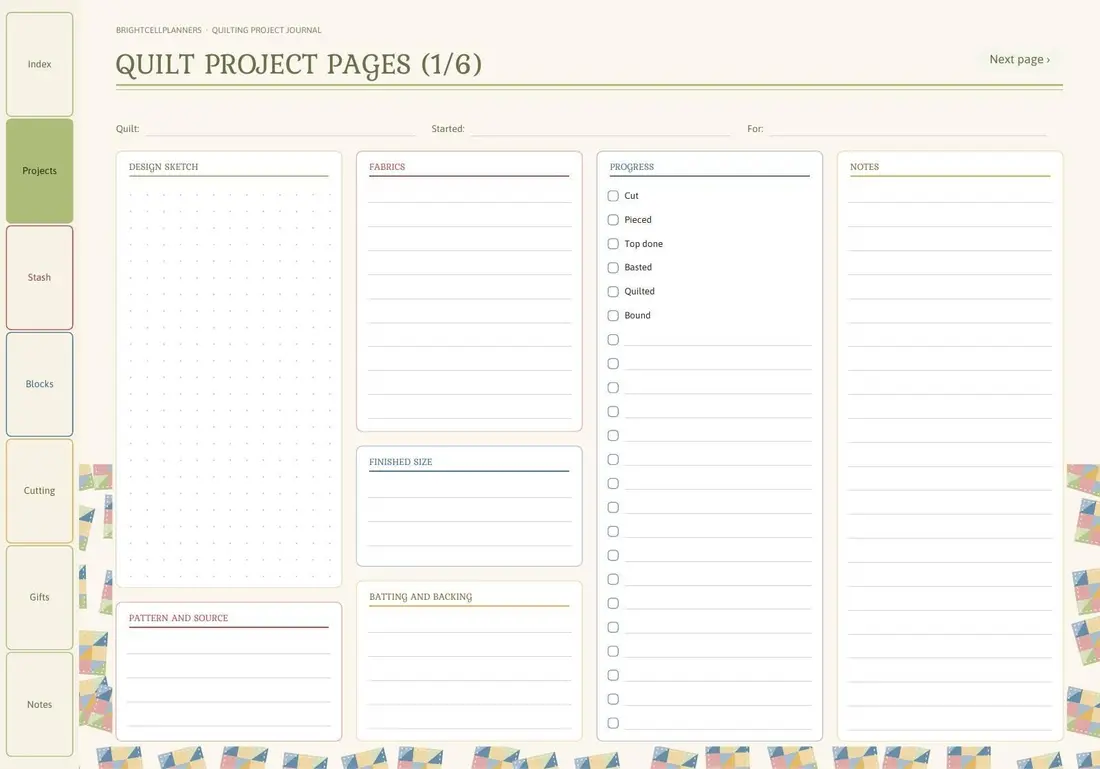 BRIGHTCELLPLANNERS · QUILTING PROJECT JOURNAL
QUILT PROJECT PAGES (1/6)
Next page ›
Index
Projects
Stash
Blocks
Cutting
Gifts
Notes
Quilt:
Started:
For:
DESIGN SKETCH
PATTERN AND SOURCE
FABRICS
FINISHED SIZE
BATTING AND BACKING
PROGRESS
Cut
Pieced
Top done
Basted
Quilted
Bound
NOTES